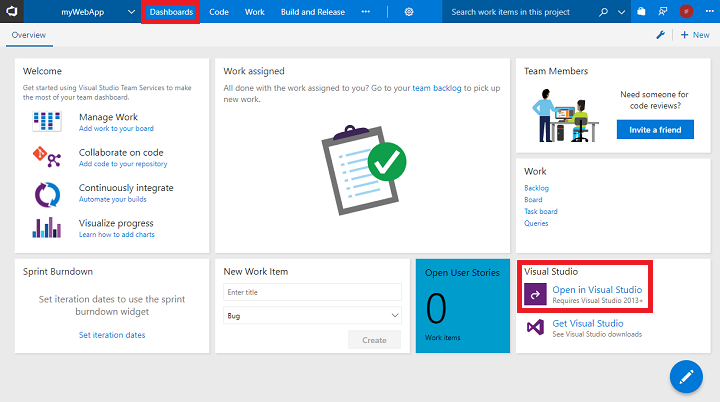 myWebApp
Dashboards
Code
Work
Build and Release
Search work items in this project
Overview
New
Welcome
Get started using Visual Studio Team Services to make
the most of your team dashboard.
Manage Work
Add work to your board
Collaborate on code
Add code to your repository
Continuously integrate
Automate your builds
Visualize progress
Learn how to add charts
Work assigned
All done with the work assigned to you? Go to your team backlog to pick up
new work.
Team Members
Need someone for
code reviews?
Invite a friend
Work
Backlog
Board
Task board
Queries
Sprint Burndown
Set iteration dates to use the sprint
burndown widget
Set iteration dates
New Work Item
Enter title
Bug
Create
Open User Stories
0
Work items
Visual Studio
Open in Visual Studio
Requires Visual Studio 2013+
Get Visual Studio
See Visual Studio downloads